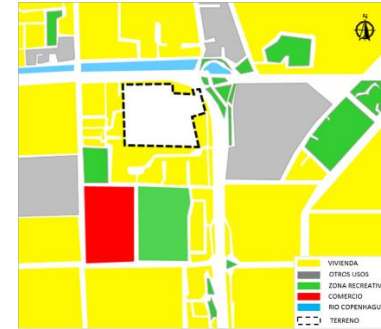 N
VIVIENDA
OTROS USOS
ZONA RECREATIVA
COMERCIO
RIO COPENHAGUE
TERRENO